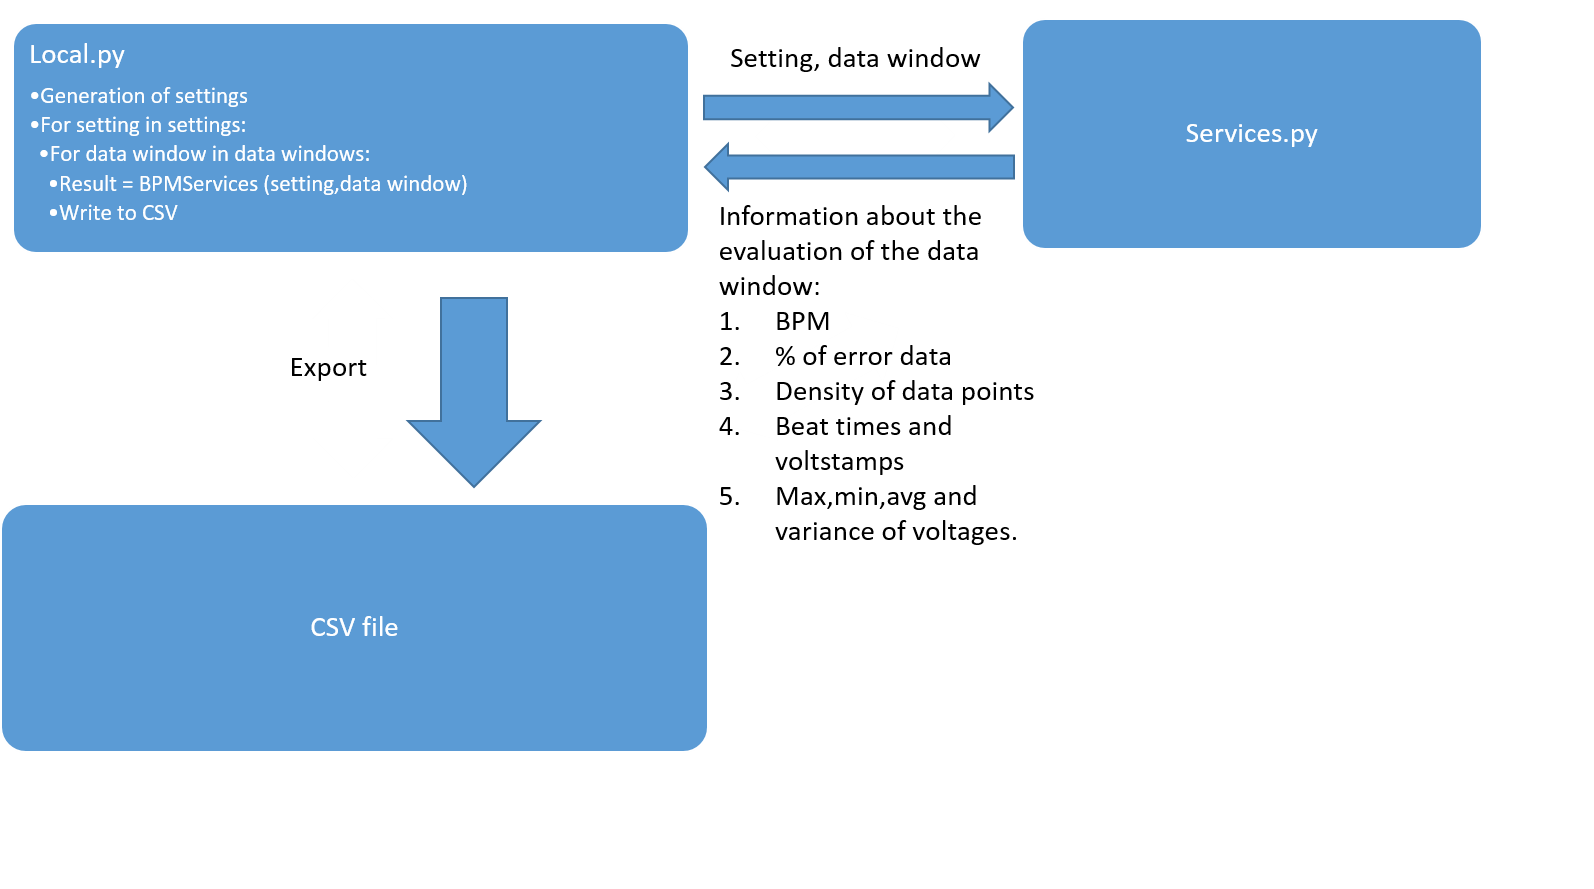 Local.py
•Generation of settings
•For setting in settings:
•For data window in data windows:
•Result = BPMServices (setting,data window)
•Write to CSV
Setting, data window
Services.py
Information about the
evaluation of the data
window:
1. BPM
2. % of error data
3. Density of data points
4. Beat times and
voltstamps
5. Max,min,avg and
variance of voltages.
Export
CSV file